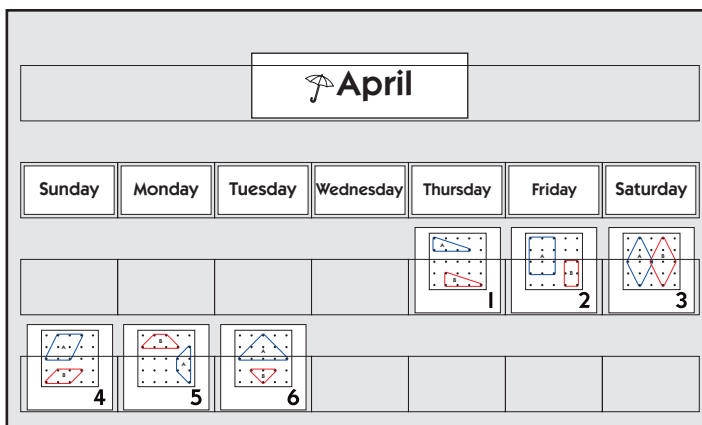 April
Sunday Monday Tuesday Wednesday Thursday Friday Saturday
A B 1 A B 2 A B 3
A B 4 B A 5 A B 6